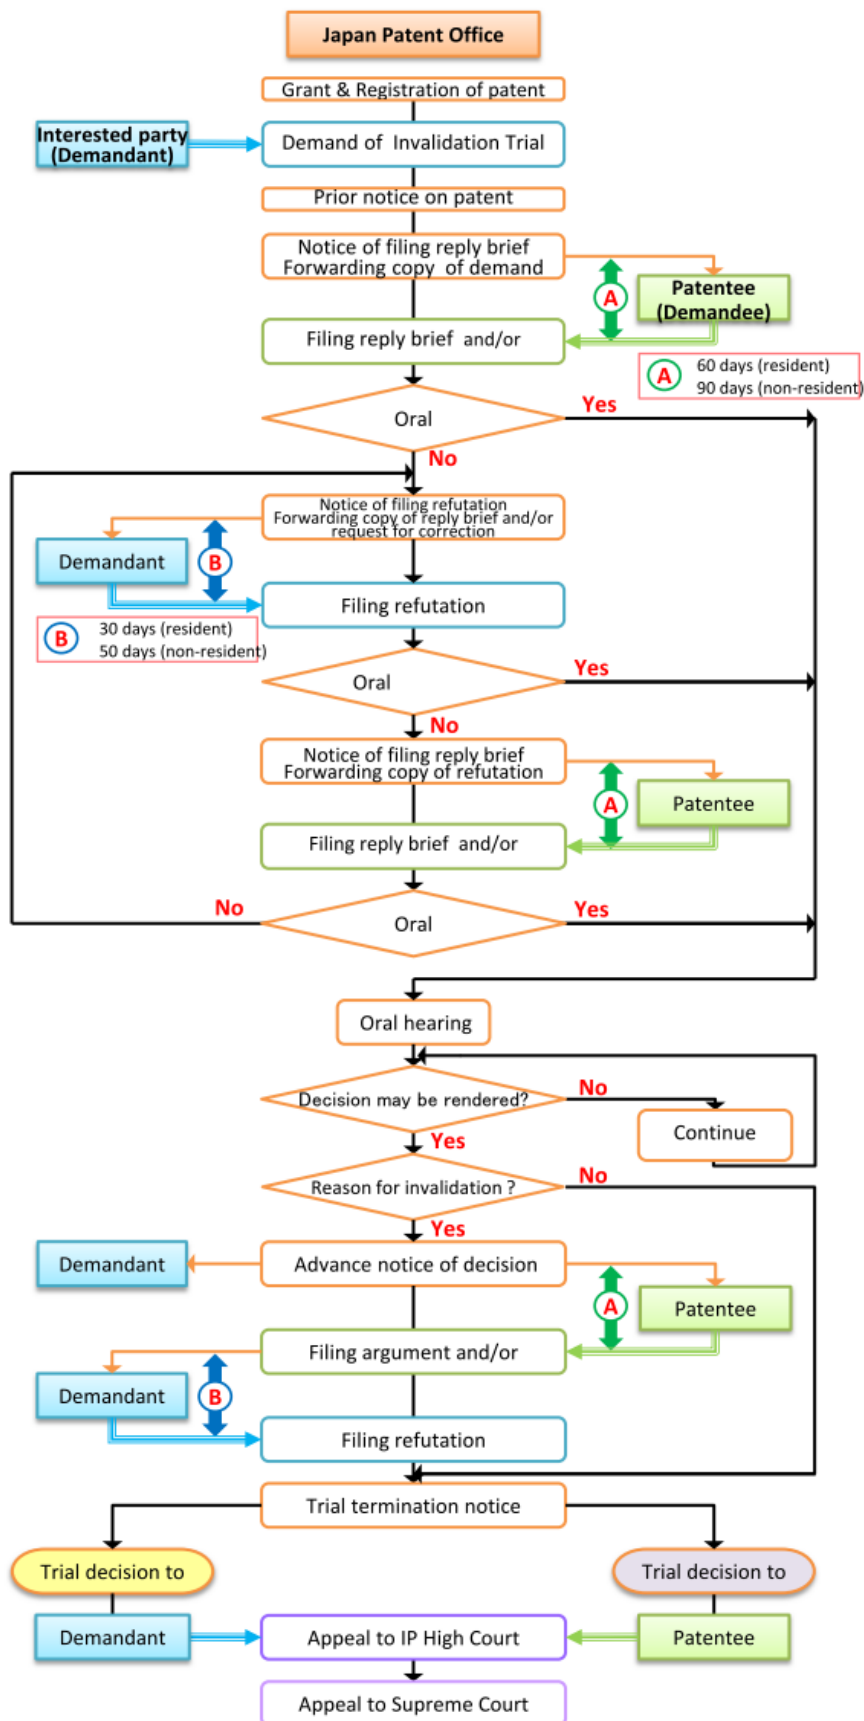 Japan Patent Office
Grant & Registration of patent
Interested party
(Demandant)
Demand of Invalidation Trial
Prior notice on patent
Notice of filing reply brief
Forwarding copy of demand
A
Patentee
(Demandee)
Filing reply brief and/or
A
60 days (resident)
90 days (non-resident)
Oral
Yes
No
Notice of filing refutation
Forwarding copy of reply brief and/or
request for correction
Demandant
B
Filing refutation
B
30 days (resident)
50 days (non-resident)
Oral
Yes
No
Notice of filing reply brief
Forwarding copy of refutation
A
Patentee
Filing reply brief and/or
No
Oral
Yes
Oral hearing
Decision may be rendered?
No
Continue
Yes
Reason for invalidation ?
No
Yes
Demandant
Advance notice of decision
A
Patentee
Filing argument and/or
Demandant
B
Filing refutation
Trial termination notice
Trial decision to
Trial decision to
Demandant
Appeal to IP High Court
Patentee
Appeal to Supreme Court